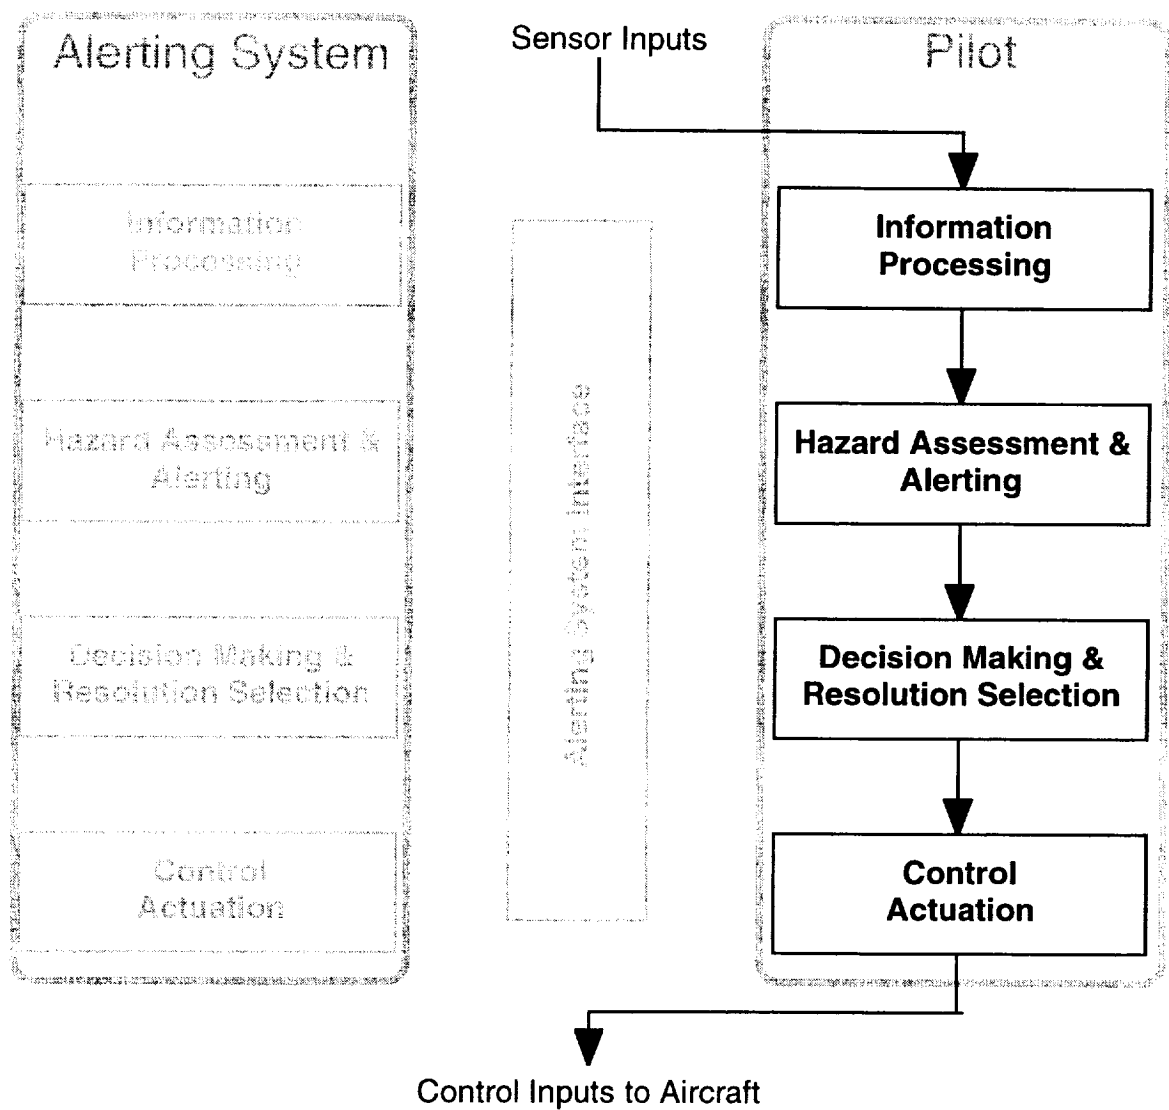 Alerting System
Sensor Inputs
Pilot
Information
Processing
Hazard Assessment &
Alerting
Decision Making &
Resolution Selection
Control
Actuation
Alerting System Interface
Information
Processing
Hazard Assessment &
Alerting
Decision Making &
Resolution Selection
Control
Actuation
Control Inputs to Aircraft